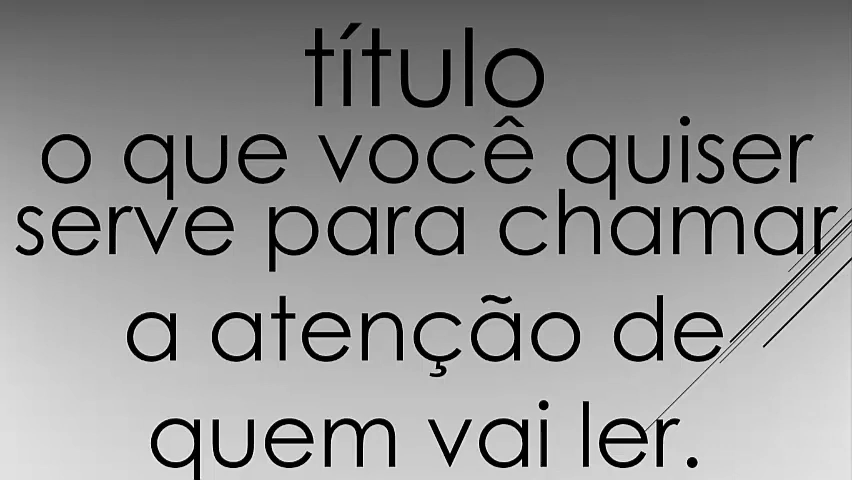 título
o que você quiser
serve para chamar
a atenção de
quem vai ler.